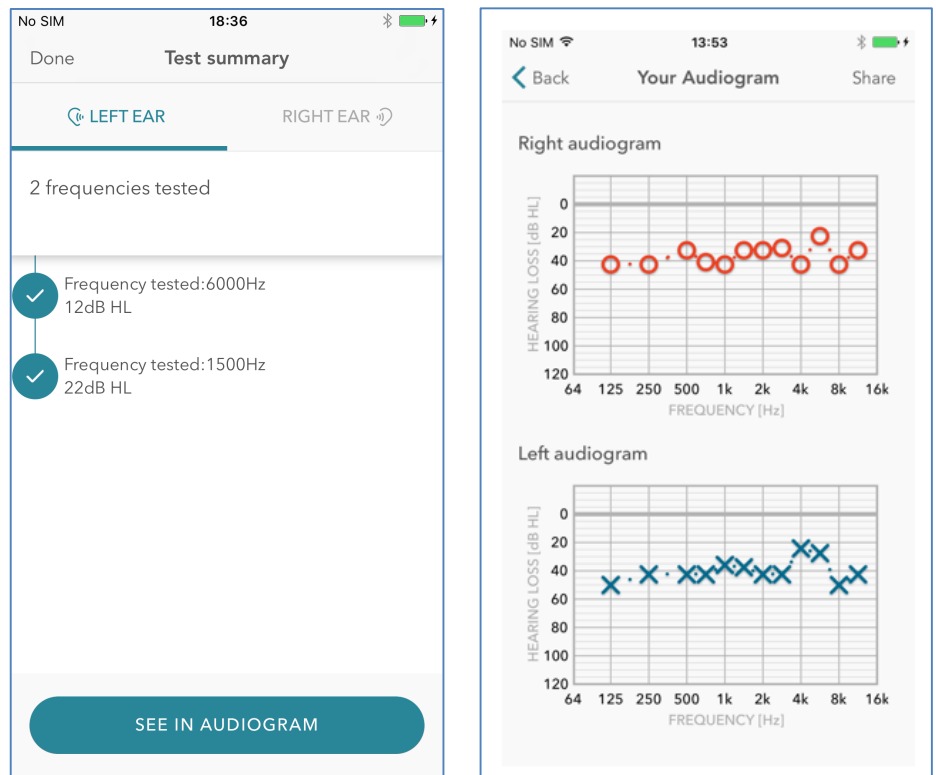 No SIM 18:36
Done Test summary
LEFT EAR RIGHT EAR
2 frequencies tested
Frequency tested:6000Hz
12dB HL
Frequency tested:1500Hz
22dB HL
SEE IN AUDIOGRAM
No SIM 13:53
Back Your Audiogram Share
Right audiogram
HEARING LOSS [dB HL]
0
20
40
60
80
100
120
64 125 250 500 1k 2k 4k 8k 16k
FREQUENCY [Hz]
Left audiogram
HEARING LOSS [dB HL]
0
20
40
60
80
100
120
64 125 250 500 1k 2k 4k 8k 16k
FREQUENCY [Hz]